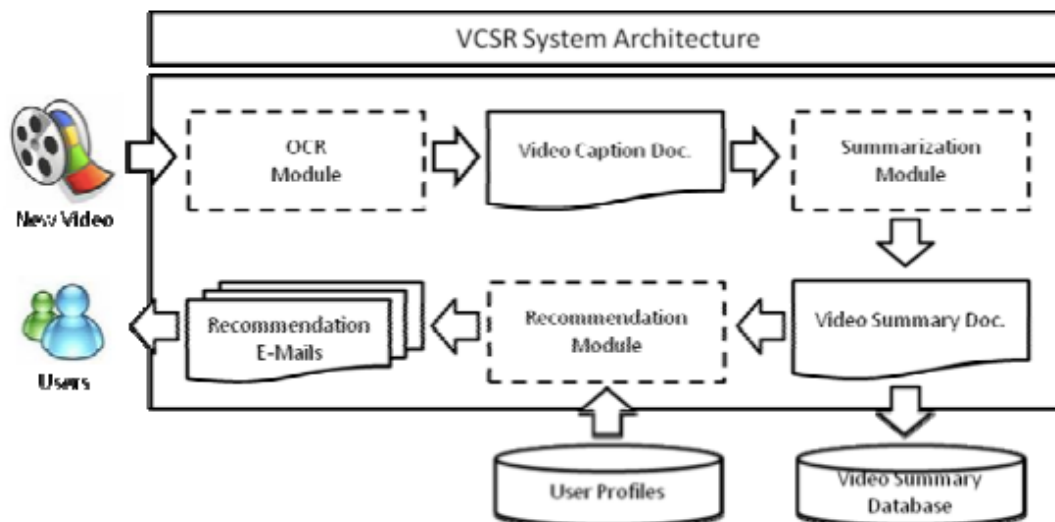 VCSR System Architecture
New Video
OCR
Module
Video Caption Doc.
Summarization
Module
Users
Recommendation
E-Mails
Recommendation
Module
Video Summary Doc.
User Profiles
Video Summary
Database